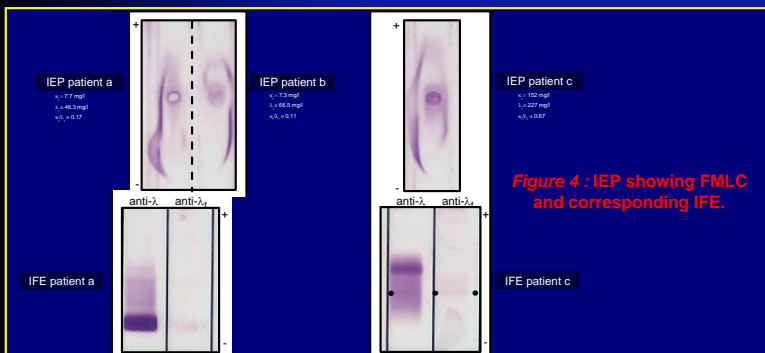 +
IEP patient a
κf = 7.7 mg/l
λf = 46.3 mg/l
κf/λf = 0.17
-
IEP patient b
κf = 7.3 mg/l
λf = 66.5 mg/l
κf/λf = 0.11
+
-
IEP patient c
κf = 152 mg/l
λf = 227 mg/l
κf/λf = 0.67
Figure 4 : IEP showing FMLC
and corresponding IFE.
anti-λ anti-λf
+
-
IFE patient a
anti-λ anti-λf
+
-
IFE patient c